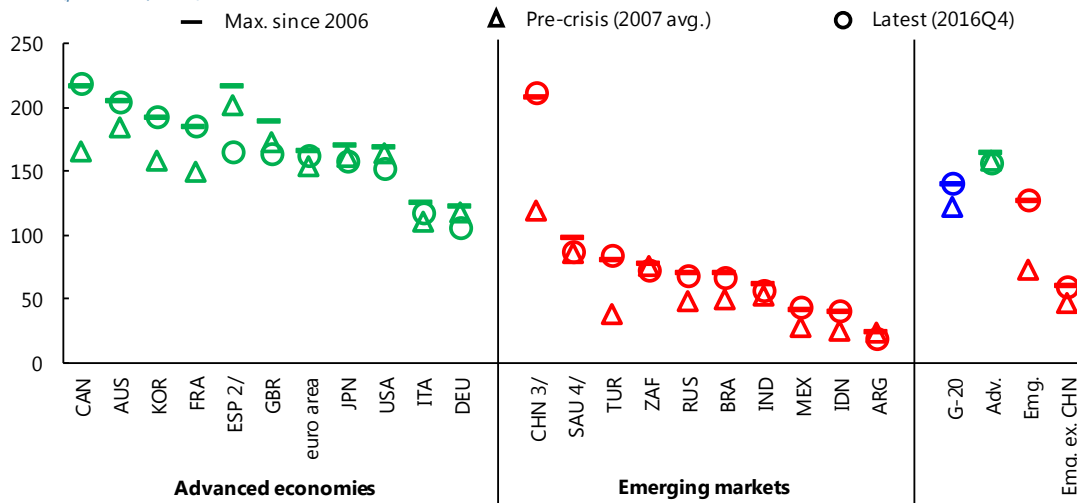 Max. since 2006
Pre-crisis (2007 avg.)
Latest (2016Q4)
250
200
150
100
50
0
CAN
AUS
KOR
FRA
ESP 2/
GBR
euro area
JPN
USA
ITA
DEU
CHN 3/
SAU 4/
TUR
ZAF
RUS
BRA
IND
MEX
IDN
ARG
G-20
Adv.
Emg.
Emg. ex. CHN
Advanced economies
Emerging markets